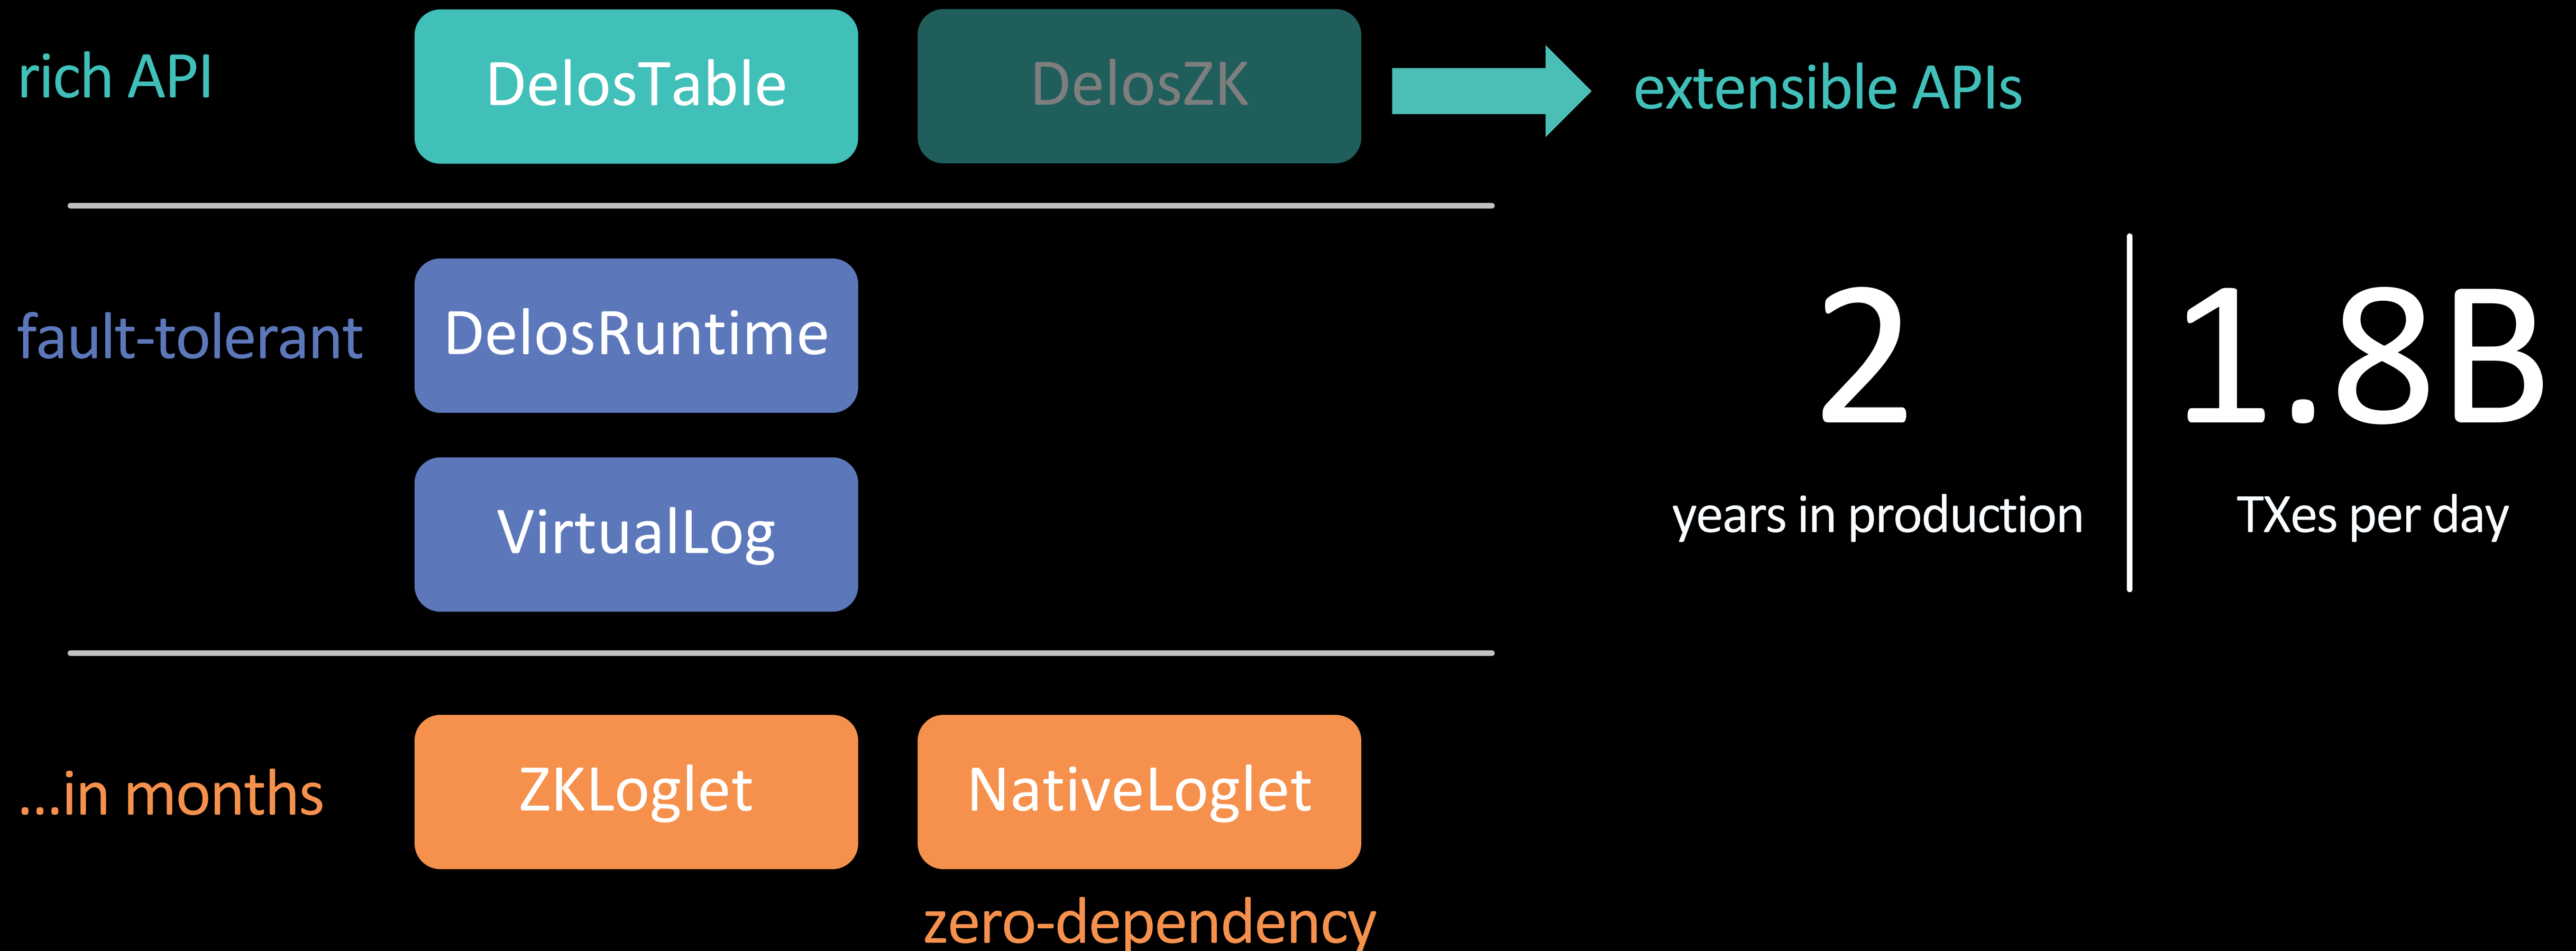 rich API
DelosTable
DelosZK
extensible APIs
fault-tolerant
DelosRuntime
VirtualLog
2
years in production
1.8B
TXes per day
...in months
ZKLoglet
NativeLoglet
zero-dependency